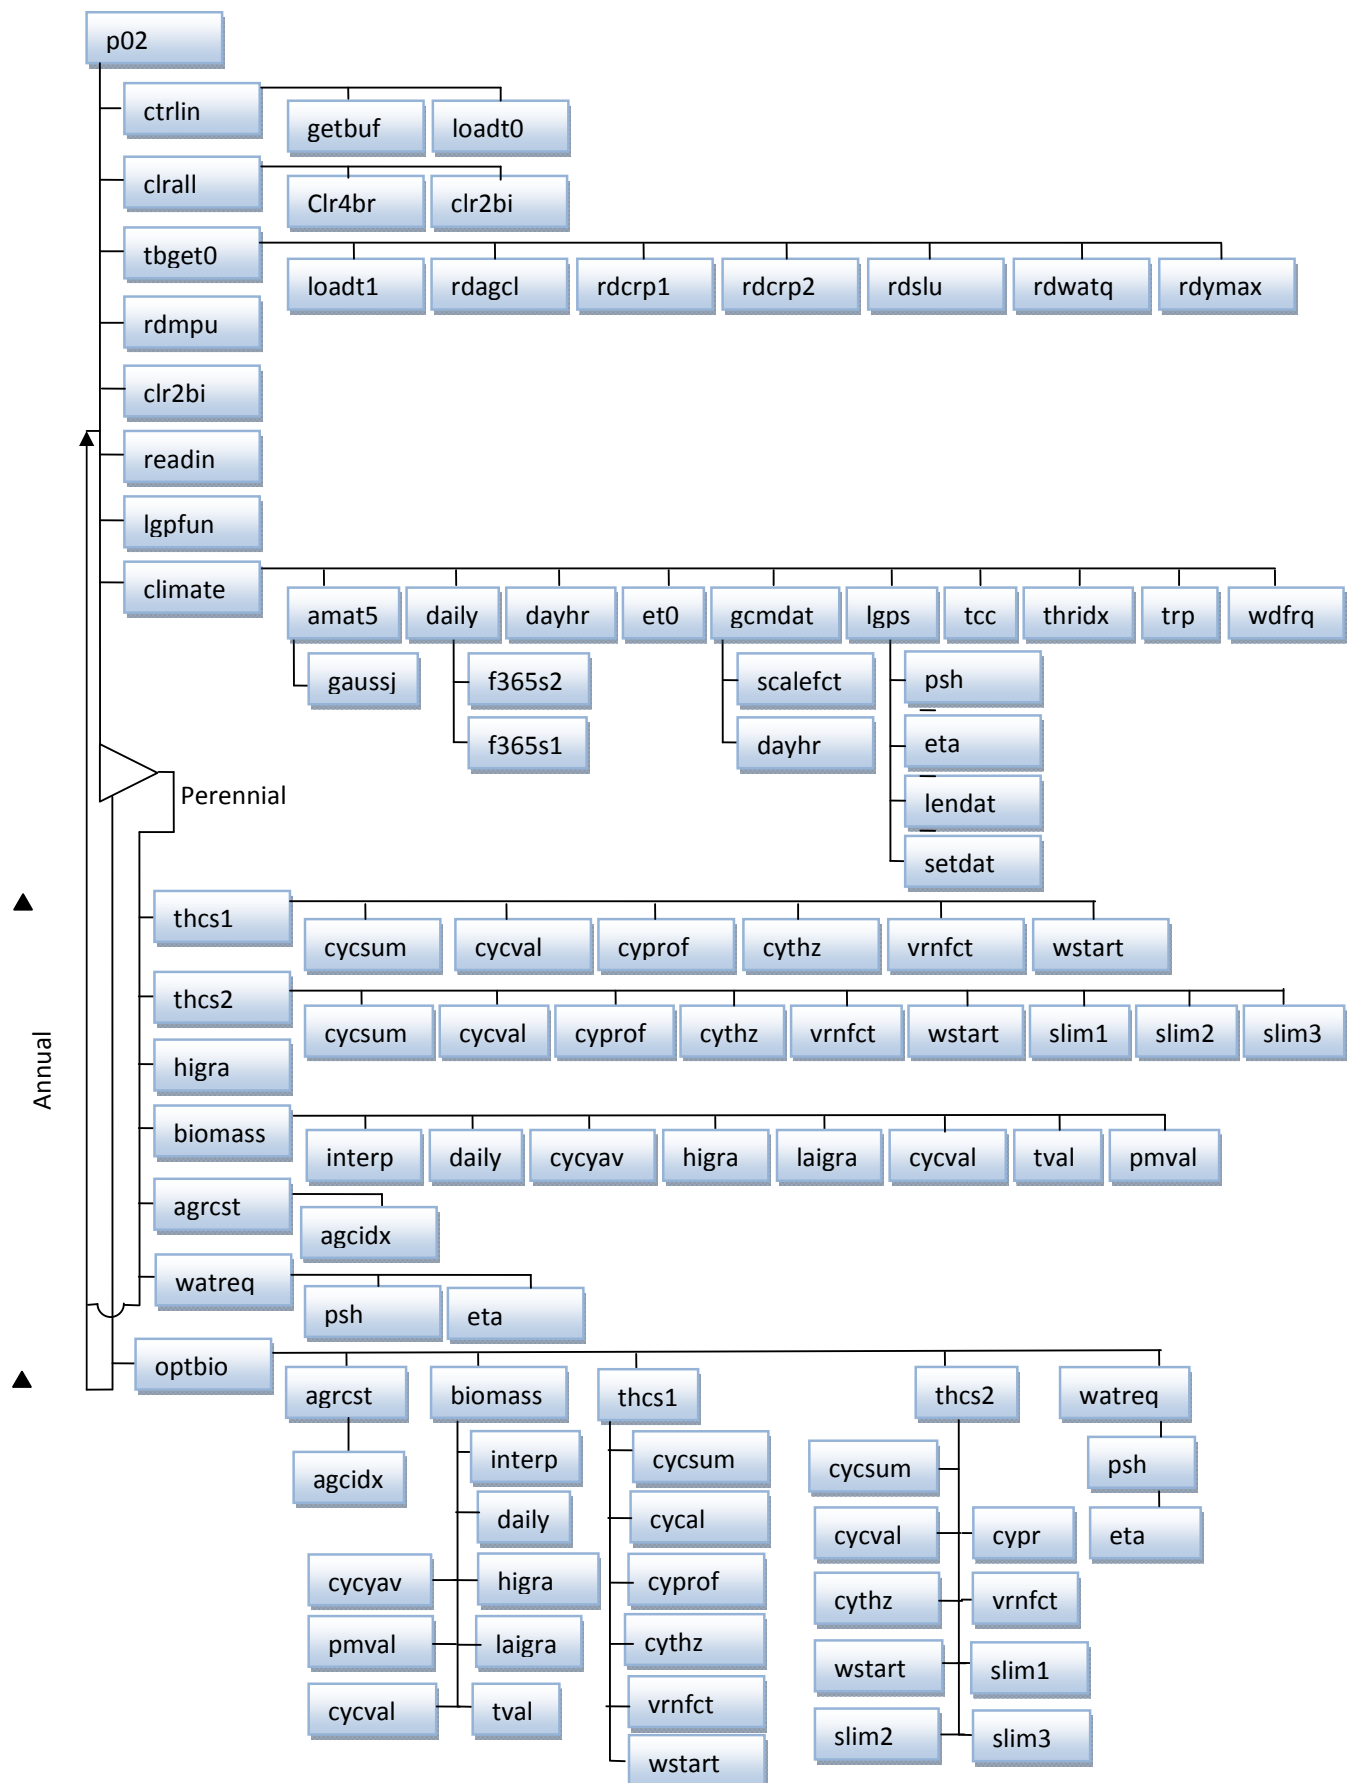 p02
ctrlin
getbuf
loadt0
clrall
Clr4br
clr2bi
tbget0
loadt1
rdagcl
rdcrp1
rdcrp2
rdslu
rdwatq
rdymax
rdmpu
clr2bi
readin
lgpfun
climate
amat5
daily
dayhr
et0
gcmdat
lgps
tcc
thridx
trp
wdfrq
gaussj
f365s2
scalefct
psh
f365s1
dayhr
eta
Perennial
lendat
setdat
Annual
thcs1
cycsum
cycval
cyprof
cythz
vrnfct
wstart
thcs2
cycsum
cycval
cyprof
cythz
vrnfct
wstart
slim1
slim2
slim3
higra
biomass
interp
daily
cycyav
higra
laigra
cycval
tval
pmval
agrcst
agcidx
watreq
psh
eta
optbio
agrcst
biomass
thcs1
thcs2
watreq
agcidx
interp
daily
cycyav
higra
pmval
laigra
cycval
tval
cycsum
cycal
cyprof
cythz
vrnfct
wstart
cycsum
cycval
cypr
cythz
vrnfct
wstart
slim1
slim2
slim3
psh
eta